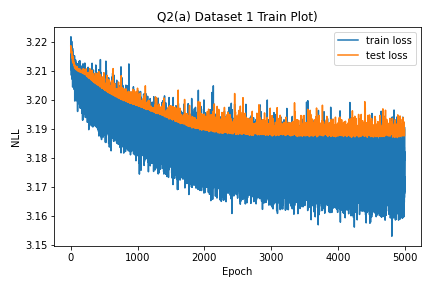 Q2(a) Dataset 1 Train Plot)
train loss
test loss
NLL
3.22
3.21
3.20
3.19
3.18
3.17
3.16
3.15
0 1000 2000 3000 4000 5000
Epoch